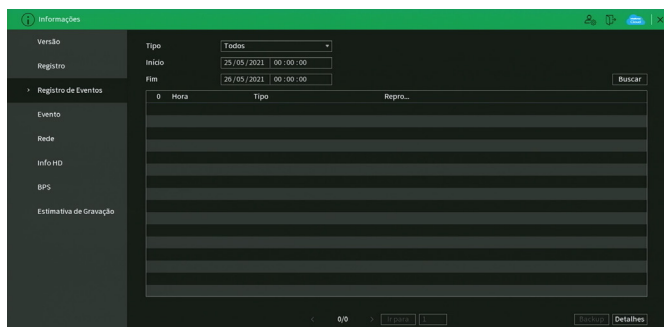 Informações
Versão
Registro
> Registro de Eventos
Evento
Rede
Info HD
BPS
Estimativa de Gravação
Tipo Todos
Início 25/05/2021 00:00:00
Fim 26/05/2021 00:00:00
Buscar
0 Hora Tipo Repro...
< 0/0 > Ir para 1
Backup Detalhes